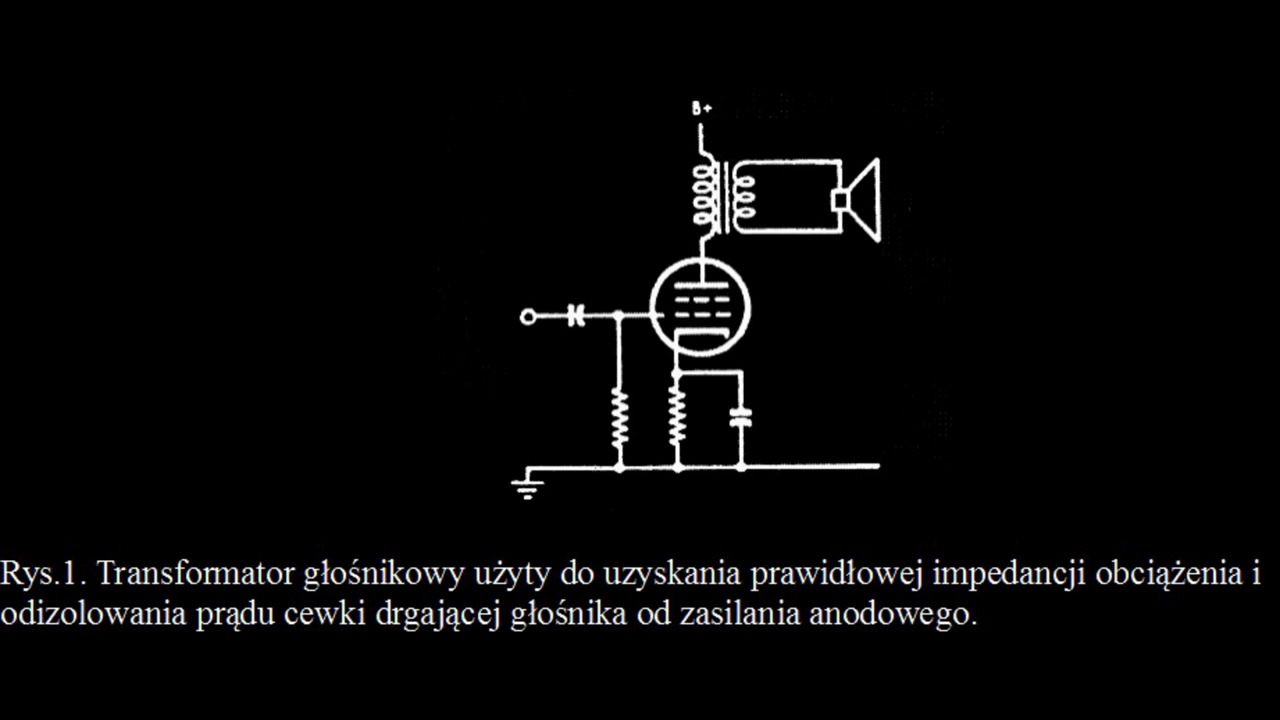 B+
Rys.1. Transformator głośnikowy użyty do uzyskania prawidłowej impedancji obciążenia i
odizolowania prądu cewki drgającej głośnika od zasilania anodowego.